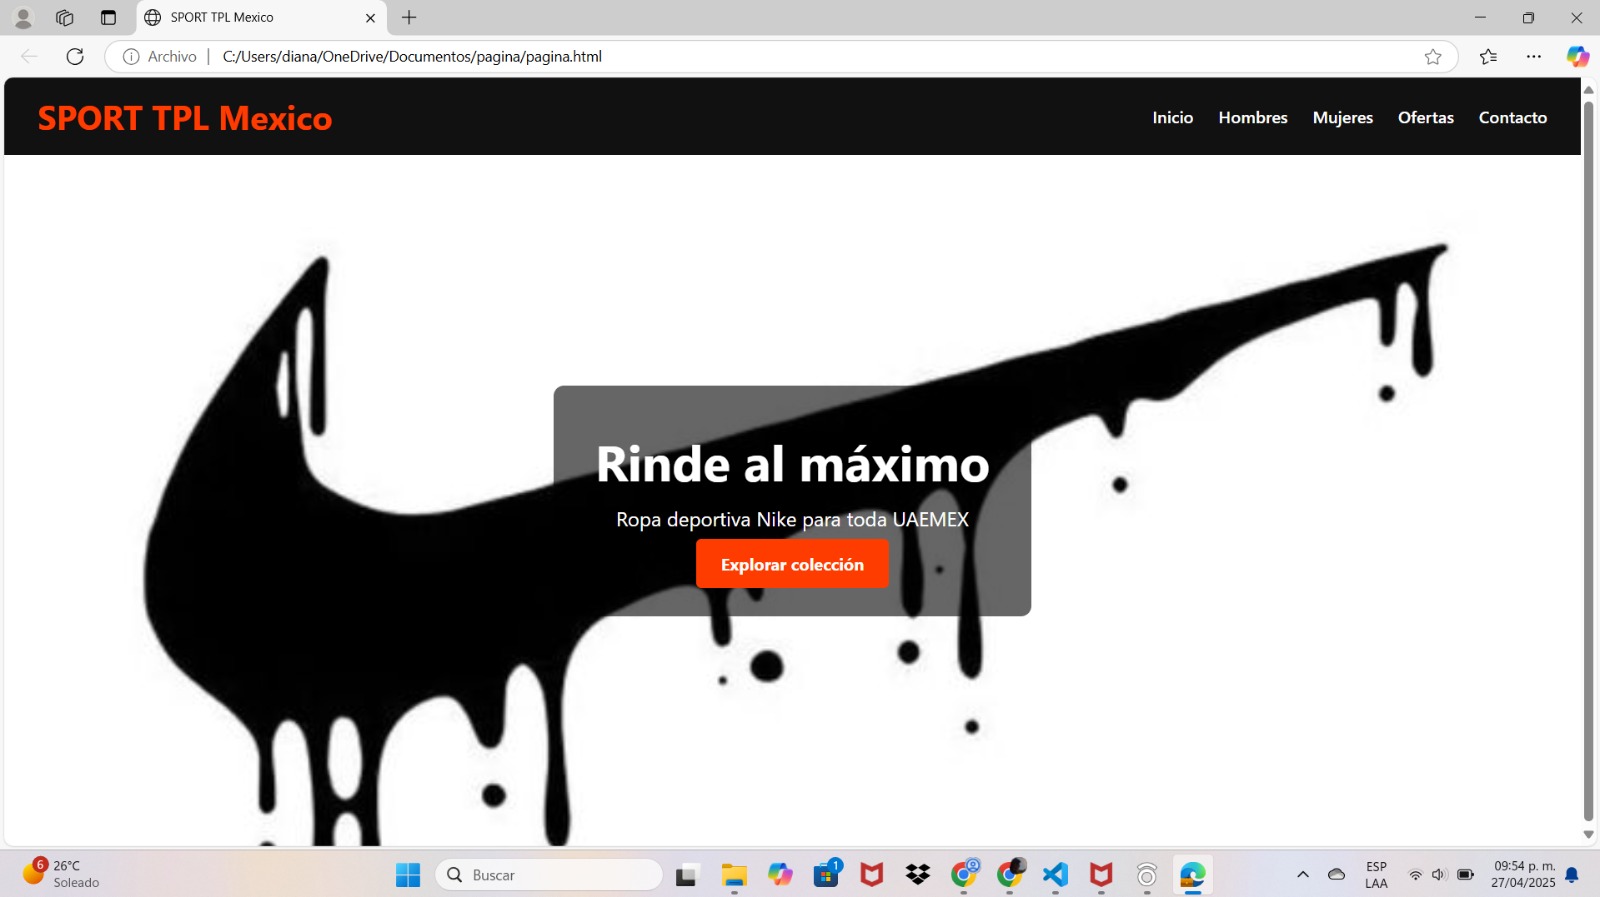 SPORT TPL Mexico
Archivo
C:/Users/diana/OneDrive/Documentos/pagina/pagina.html
SPORT TPL Mexico
Inicio Hombres Mujeres Ofertas Contacto
Rinde al máximo
Ropa deportiva Nike para toda UAEMEX
Explorar colección
6
26°C
Soleado
Buscar
1
ESP
LAA
09:54 p. m.
27/04/2025